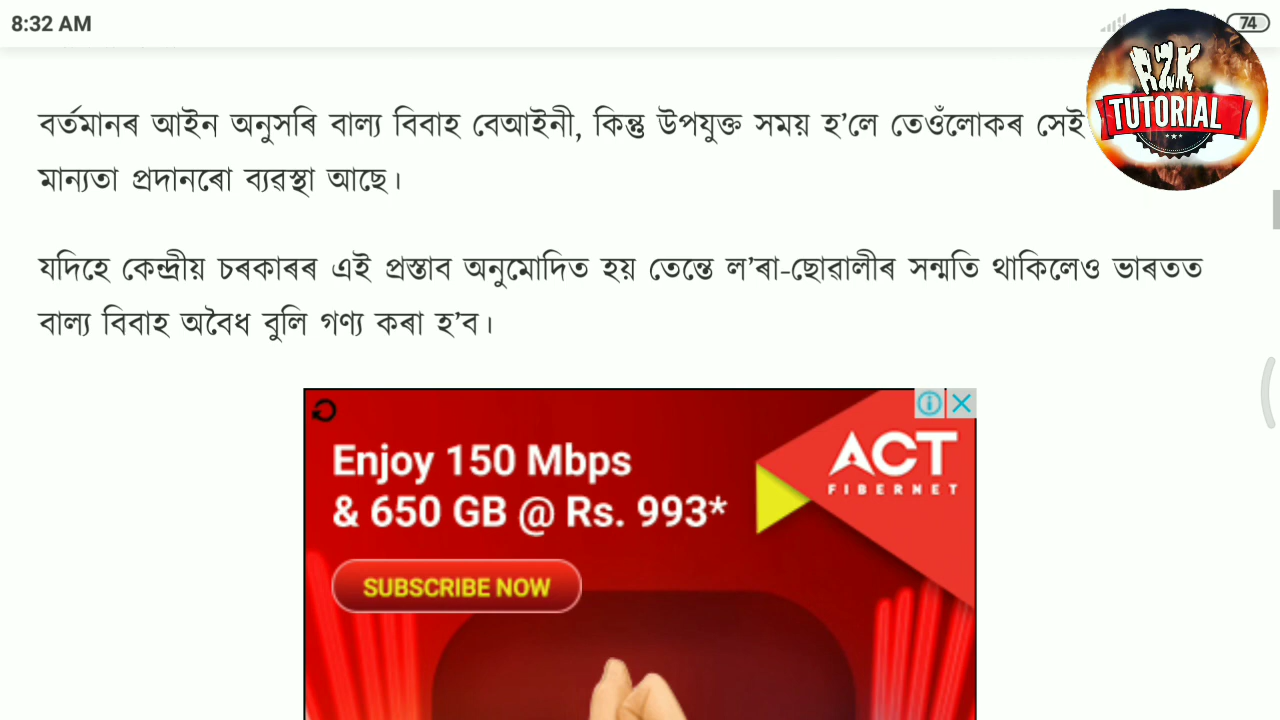 8:32 AM
74
RZK
TUTORIAL
বৰ্তমানৰ আইন অনুসৰি বাল্য বিবাহ বেআইনী, কিন্তু উপযুক্ত সময় হ’লে তেওঁলোকৰ সেই
মান্যতা প্ৰদানৰো ব্যৱস্থা আছে।
যদিহে কেন্দ্ৰীয় চৰকাৰৰ এই প্ৰস্তাব অনুমোদিত হয় তেন্তে ল’ৰা-ছোৱালীৰ সন্মতি থাকিলেও ভাৰতত
বাল্য বিবাহ অবৈধ বুলি গণ্য কৰা হ’ব।
Enjoy 150 Mbps
& 650 GB @ Rs. 993*
ACT
FIBERNET
SUBSCRIBE NOW